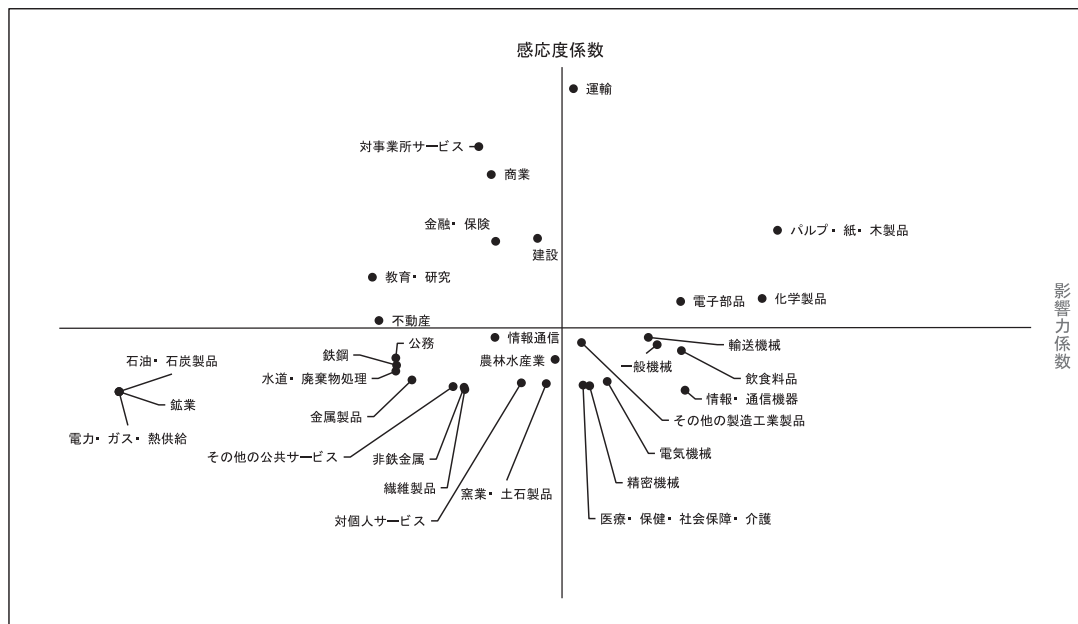 感応度係数
運輸
対事業所サービス
商業
金融・保険
建設
パルプ・紙・木製品
教育・研究
電子部品
化学製品
影響力係数
不動産
情報通信
公務
輸送機械
鉄鋼
農林水産業
一般機械
石油・石炭製品
水道・廃棄物処理
飲食料品
鉱業
情報・通信機器
金属製品
その他の製造工業製品
電力・ガス・熱供給
その他の公共サービス
非鉄金属
電気機械
繊維製品
窯業・土石製品
精密機械
対個人サービス
医療・保健・社会保障・介護